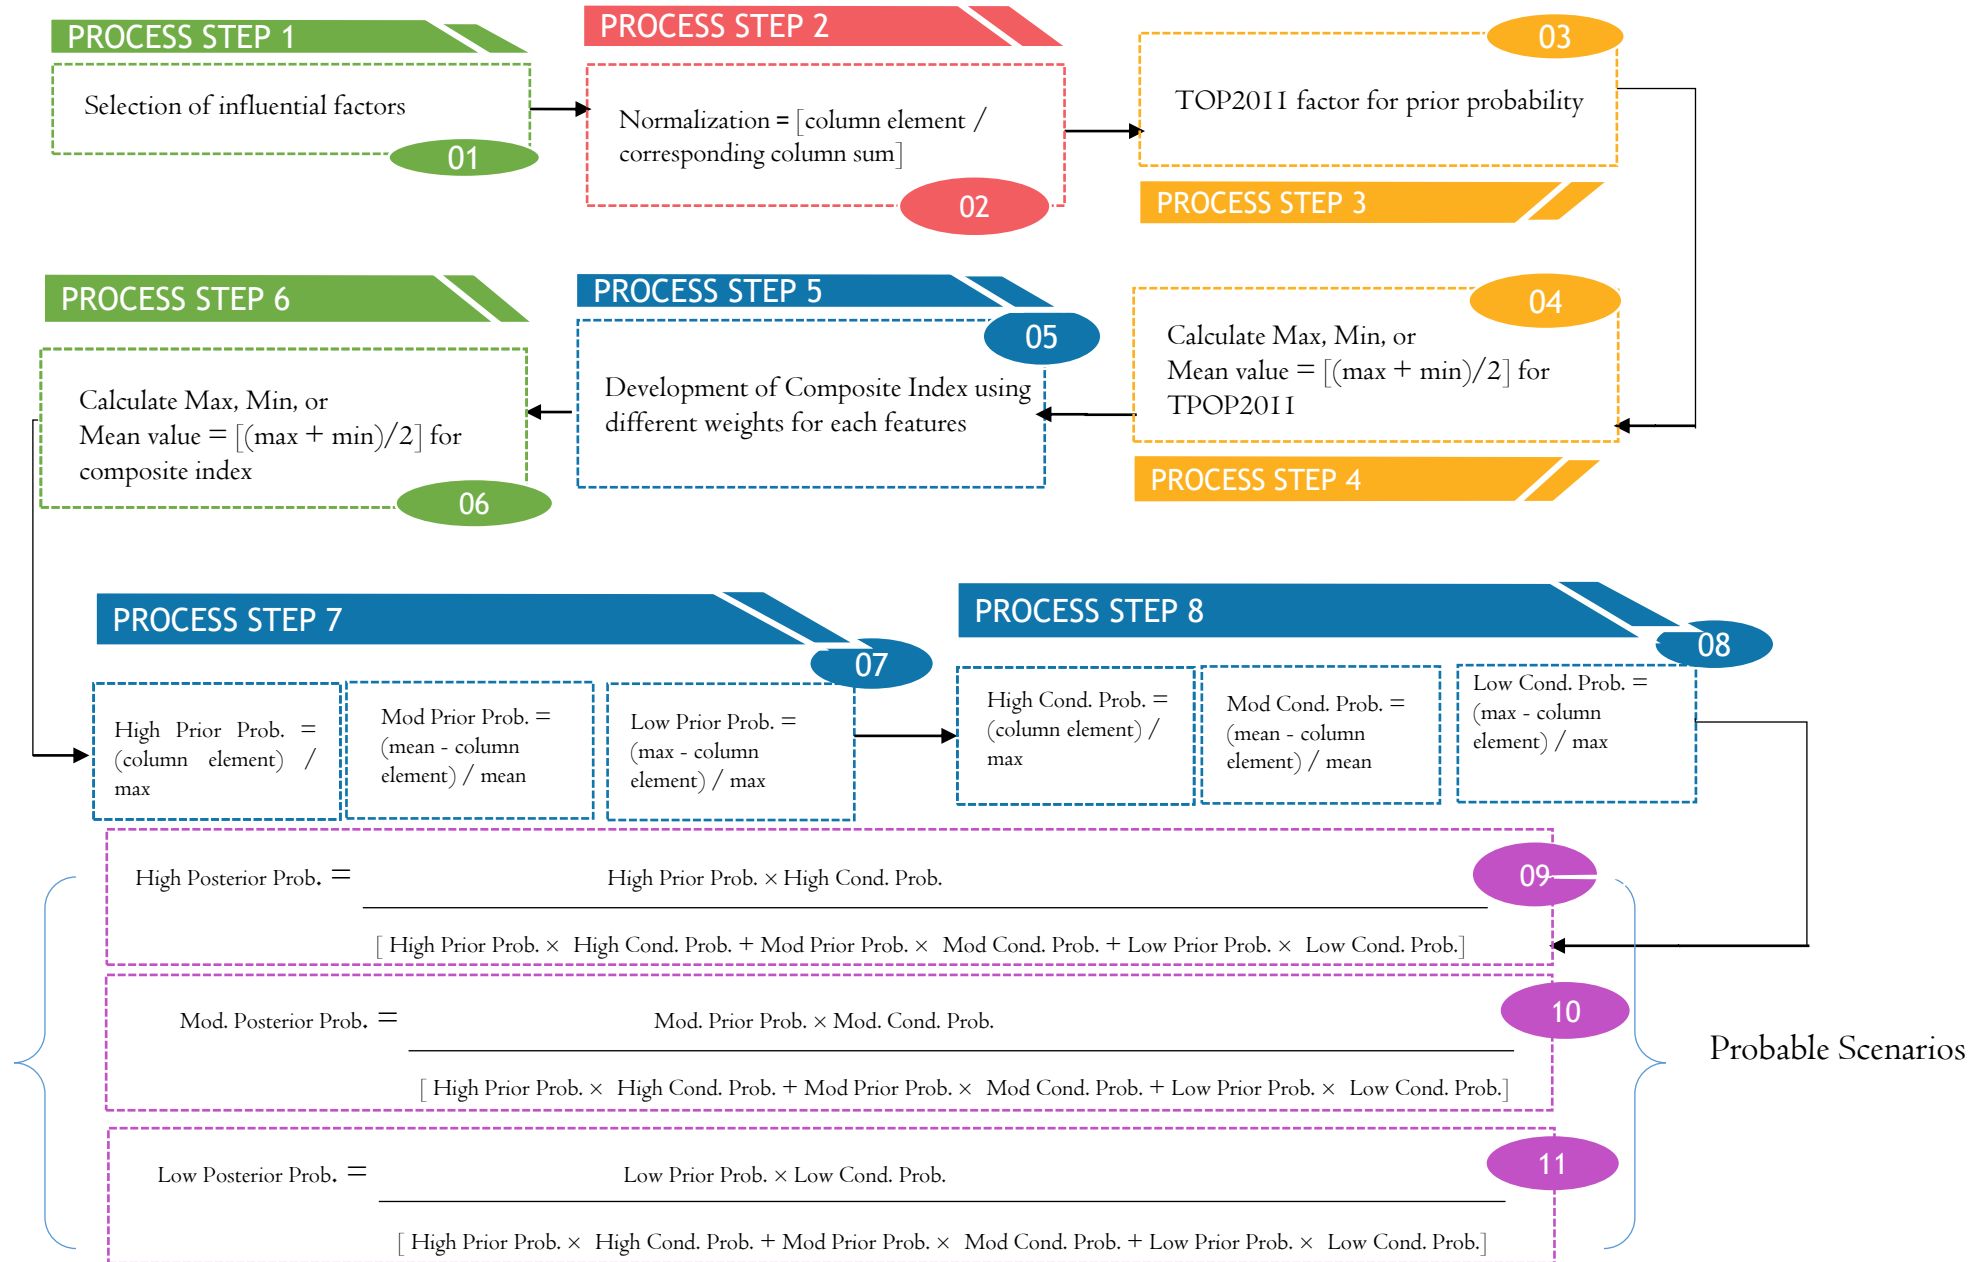 PROCESS STEP 1
Selection of influential factors
01
PROCESS STEP 2
Normalization = [column element /
corresponding column sum]
02
03
TOP2011 factor for prior probability
PROCESS STEP 3
04
Calculate Max, Min, or
Mean value = [(max + min)/2] for
TPOP2011
PROCESS STEP 4
PROCESS STEP 5
05
Development of Composite Index using
different weights for each features
PROCESS STEP 6
Calculate Max, Min, or
Mean value = [(max + min)/2] for
composite index
06
PROCESS STEP 7
07
High Prior Prob. =
(column element) /
max
Mod Prior Prob. =
(mean - column
element) / mean
Low Prior Prob. =
(max - column
element) / max
PROCESS STEP 8
08
High Cond. Prob. =
(column element) /
max
Mod Cond. Prob. =
(mean - column
element) / mean
Low Cond. Prob. =
(max - column
element) / max
09
High Posterior Prob. = High Prior Prob. × High Cond. Prob.
[ High Prior Prob. × High Cond. Prob. + Mod Prior Prob. × Mod Cond. Prob. + Low Prior Prob. × Low Cond. Prob.]
10
Mod. Posterior Prob. = Mod. Prior Prob. × Mod. Cond. Prob.
[ High Prior Prob. × High Cond. Prob. + Mod Prior Prob. × Mod Cond. Prob. + Low Prior Prob. × Low Cond. Prob.]
11
Low Posterior Prob. = Low Prior Prob. × Low Cond. Prob.
[ High Prior Prob. × High Cond. Prob. + Mod Prior Prob. × Mod Cond. Prob. + Low Prior Prob. × Low Cond. Prob.]
Probable Scenarios